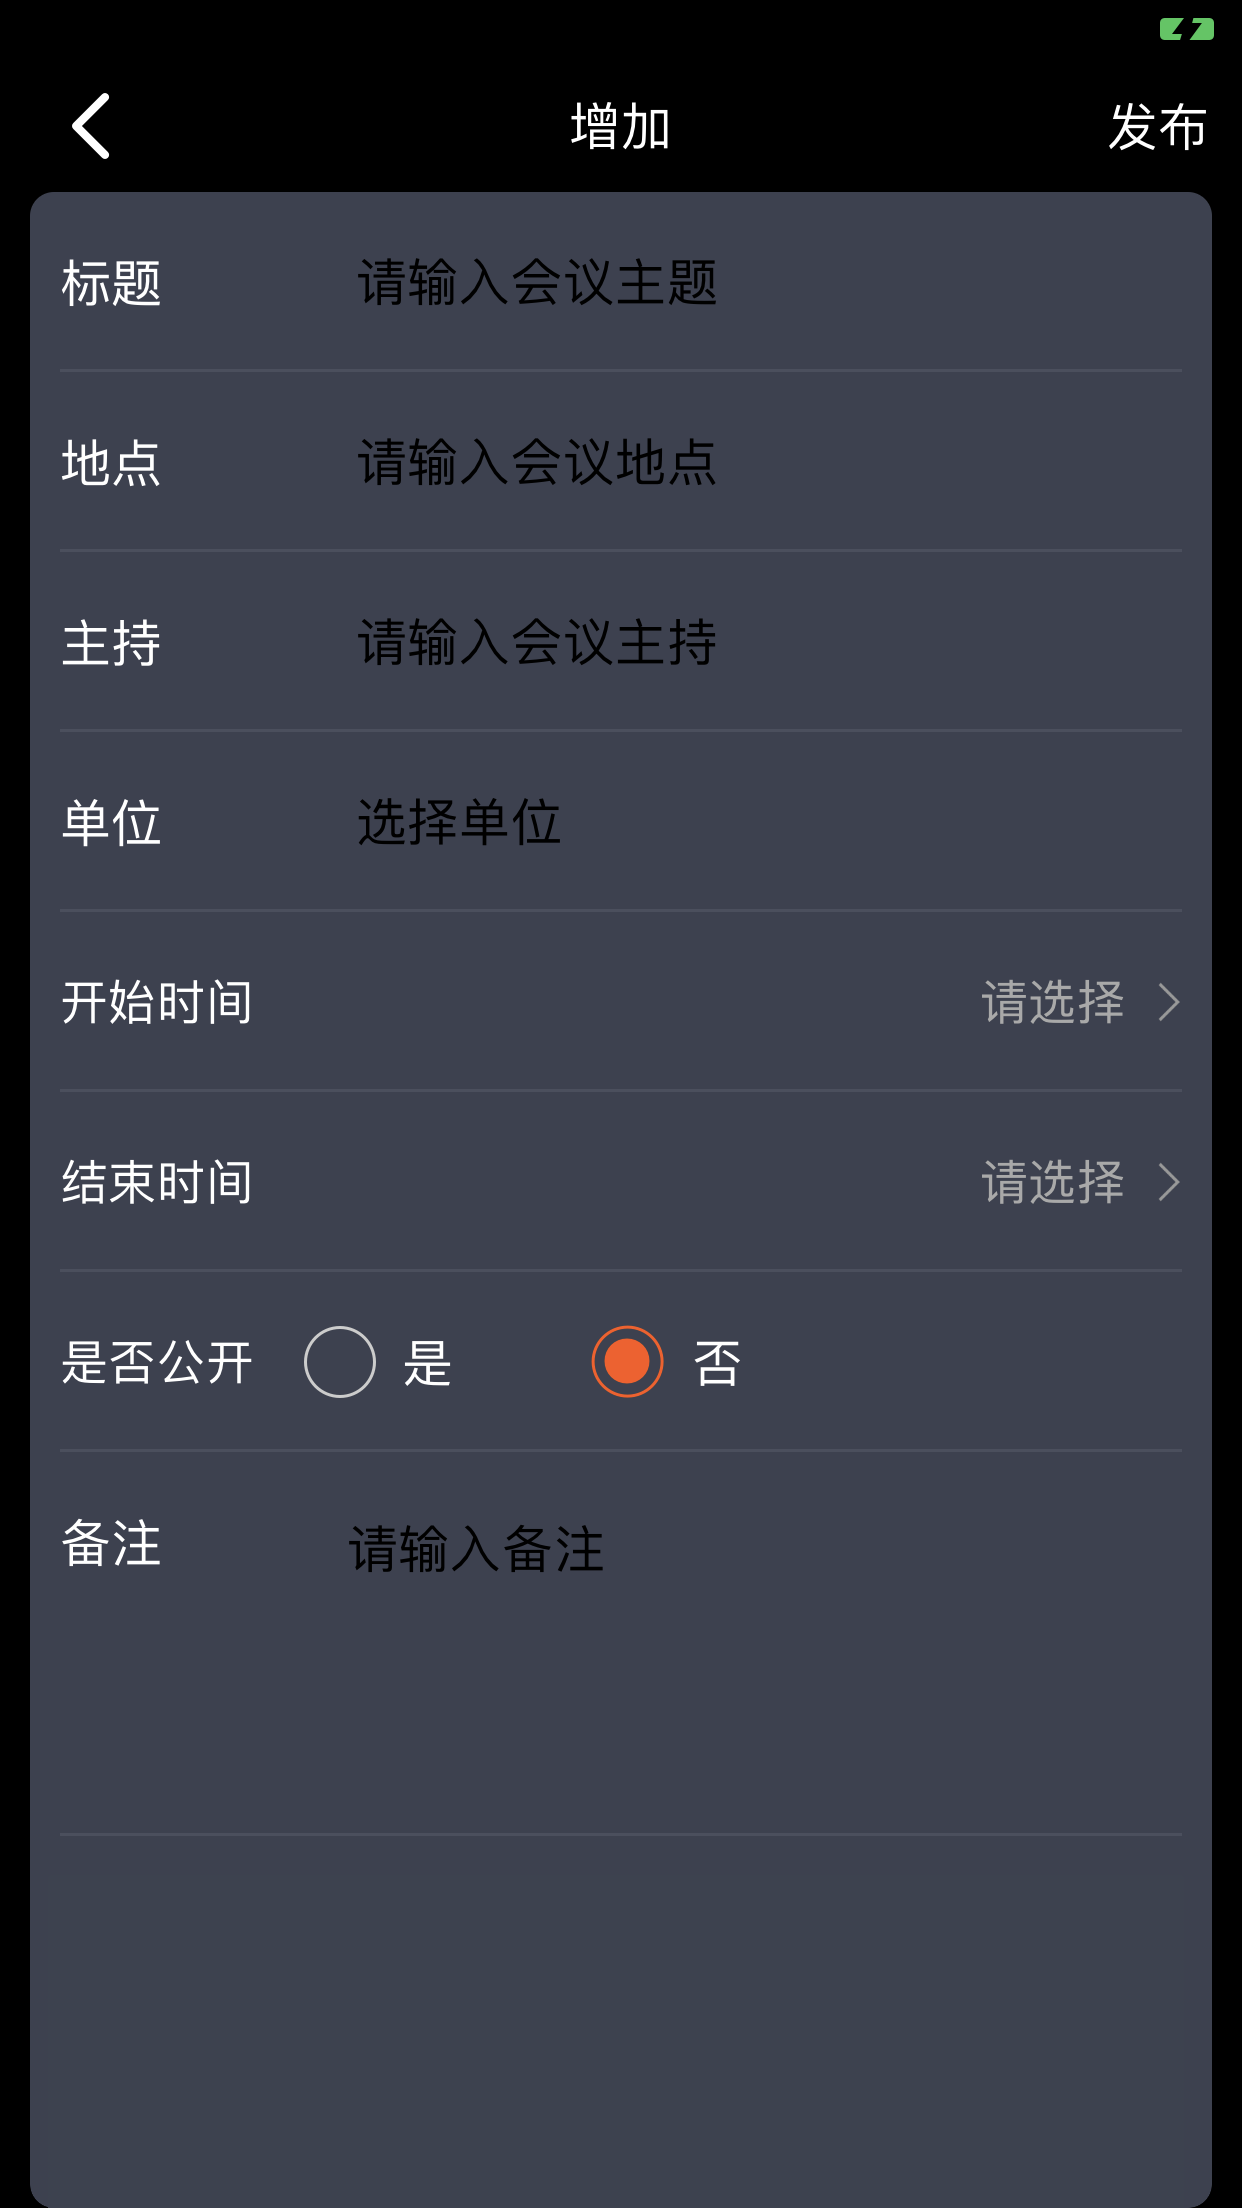 增加
发布
标题 请输入会议主题
地点 请输入会议地点
主持 请输入会议主持
单位 选择单位
开始时间 请选择
结束时间 请选择
是否公开 是 否
备注 请输入备注